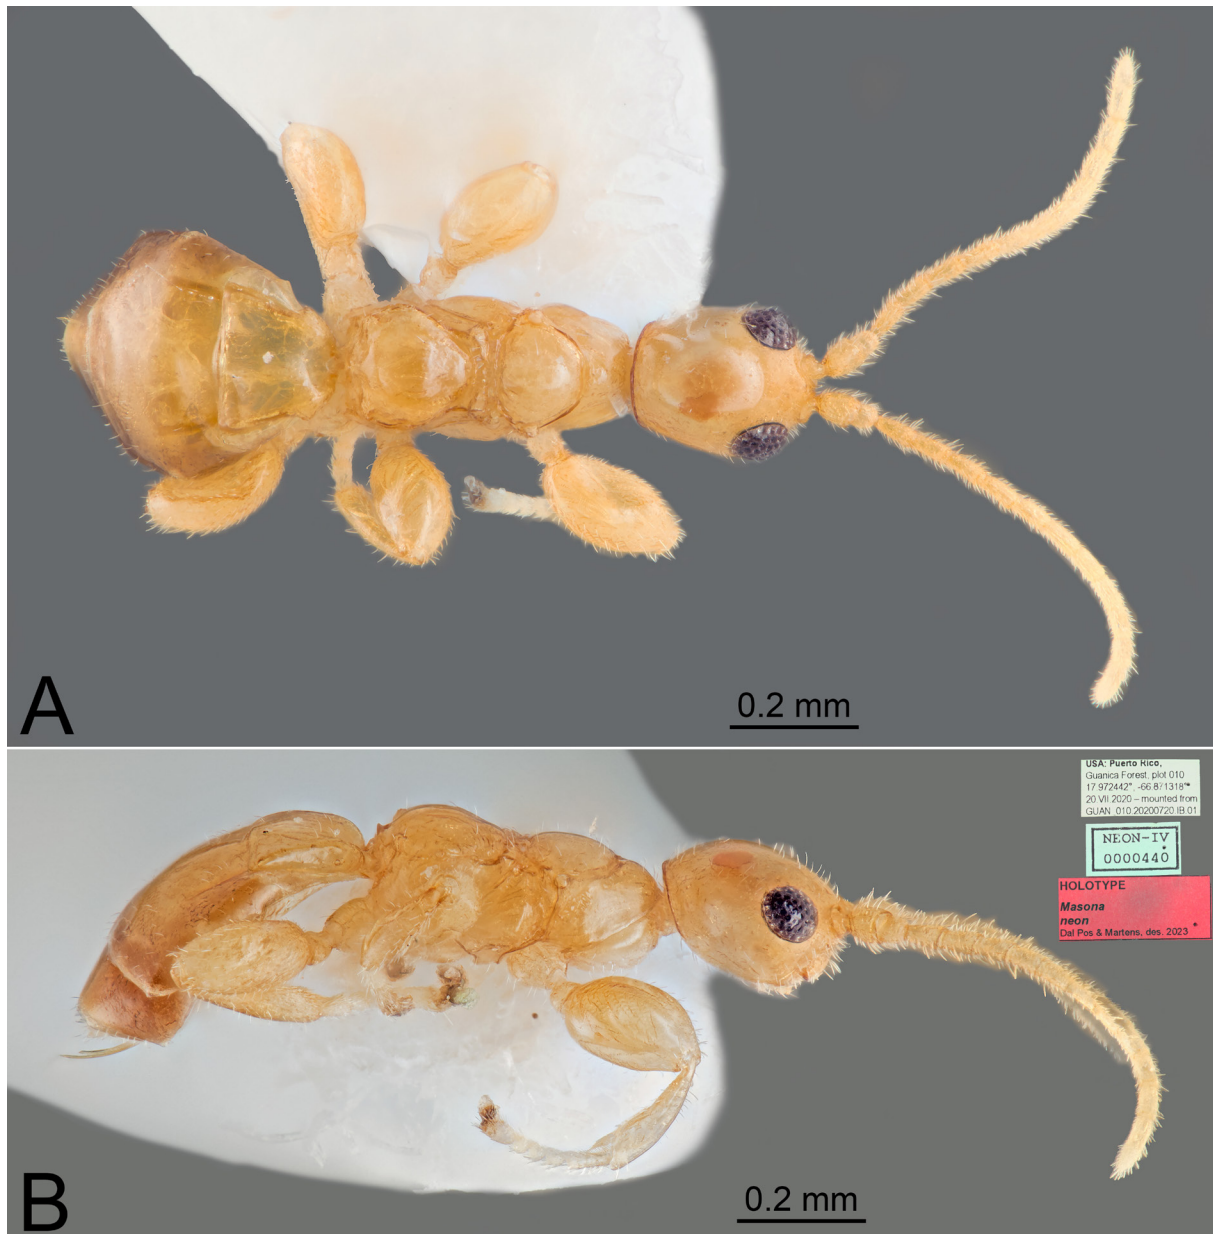 A
0.2 mm
USA: Puerto Rico,
Guanica Forest, plot 010
17.972442°, -66.871318°
20.VII.2020 – mounted from
GUAN_010.20200720.IB.01
NEON-IV
0000440
HOLOTYPE
Masona
neon
Dal Pos & Martens, des. 2023
B
0.2 mm